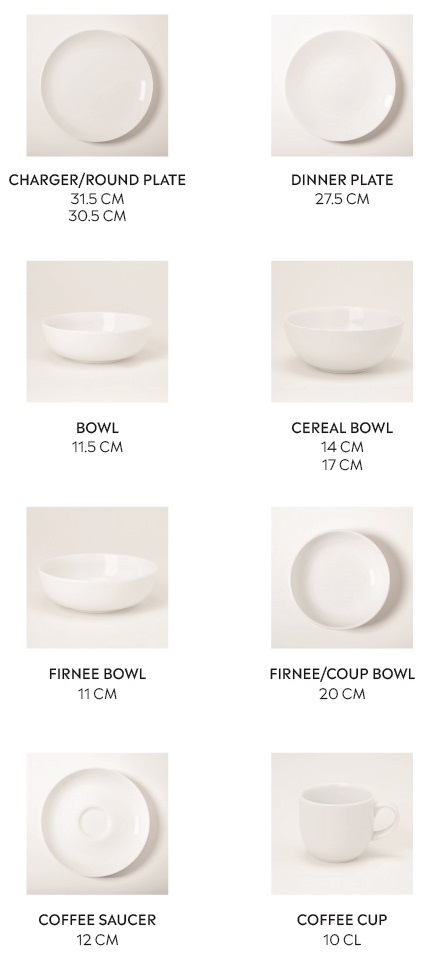 CHARGER/ROUND PLATE
31.5 CM
30.5 CM
DINNER PLATE
27.5 CM
BOWL
11.5 CM
CEREAL BOWL
14 CM
17 CM
FIRNEE BOWL
11 CM
FIRNEE/COUP BOWL
20 CM
COFFEE SAUCER
12 CM
COFFEE CUP
10 CL